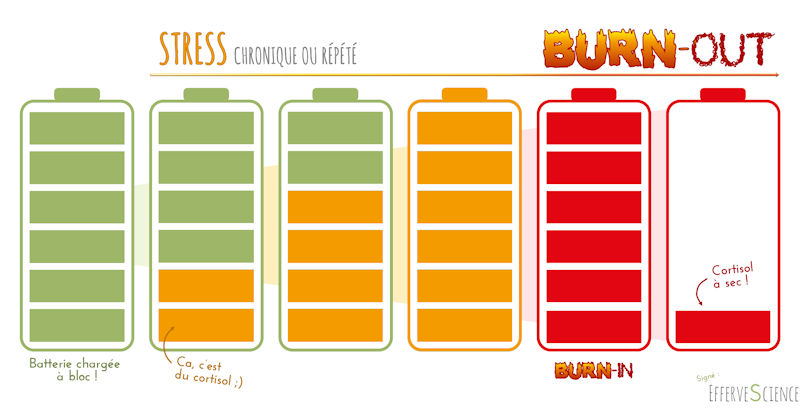 STRESS CHRONIQUE OU RÉPÉTÉ
BURN-OUT
Batterie chargée
à bloc !
Ca, c'est
du cortisol ;)
BURN-IN
Cortisol
à sec !
Signé :
EFFERVESCIENCE